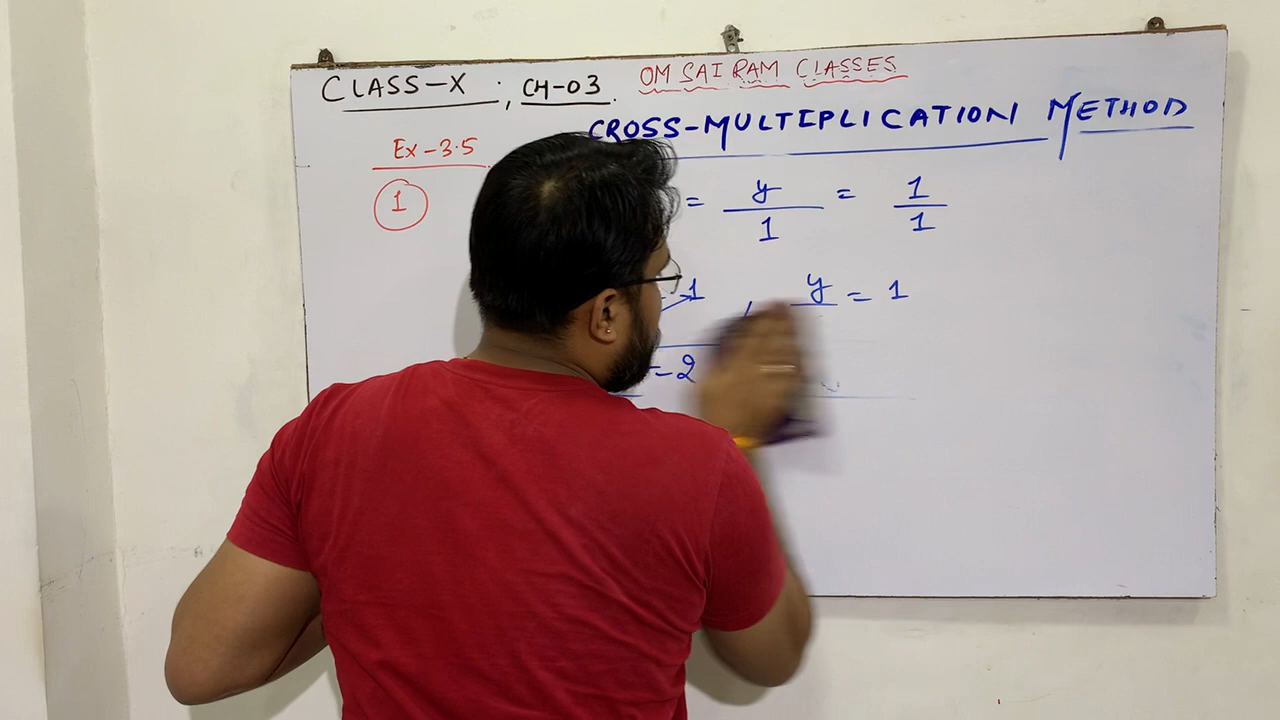 CLASS-X ; CH-03. OM SAI RAM CLASSES
CROSS-MULTIPLICATION METHOD
Ex-3.5
1
= y/1 = 1/1
1 , y = 1
= 2